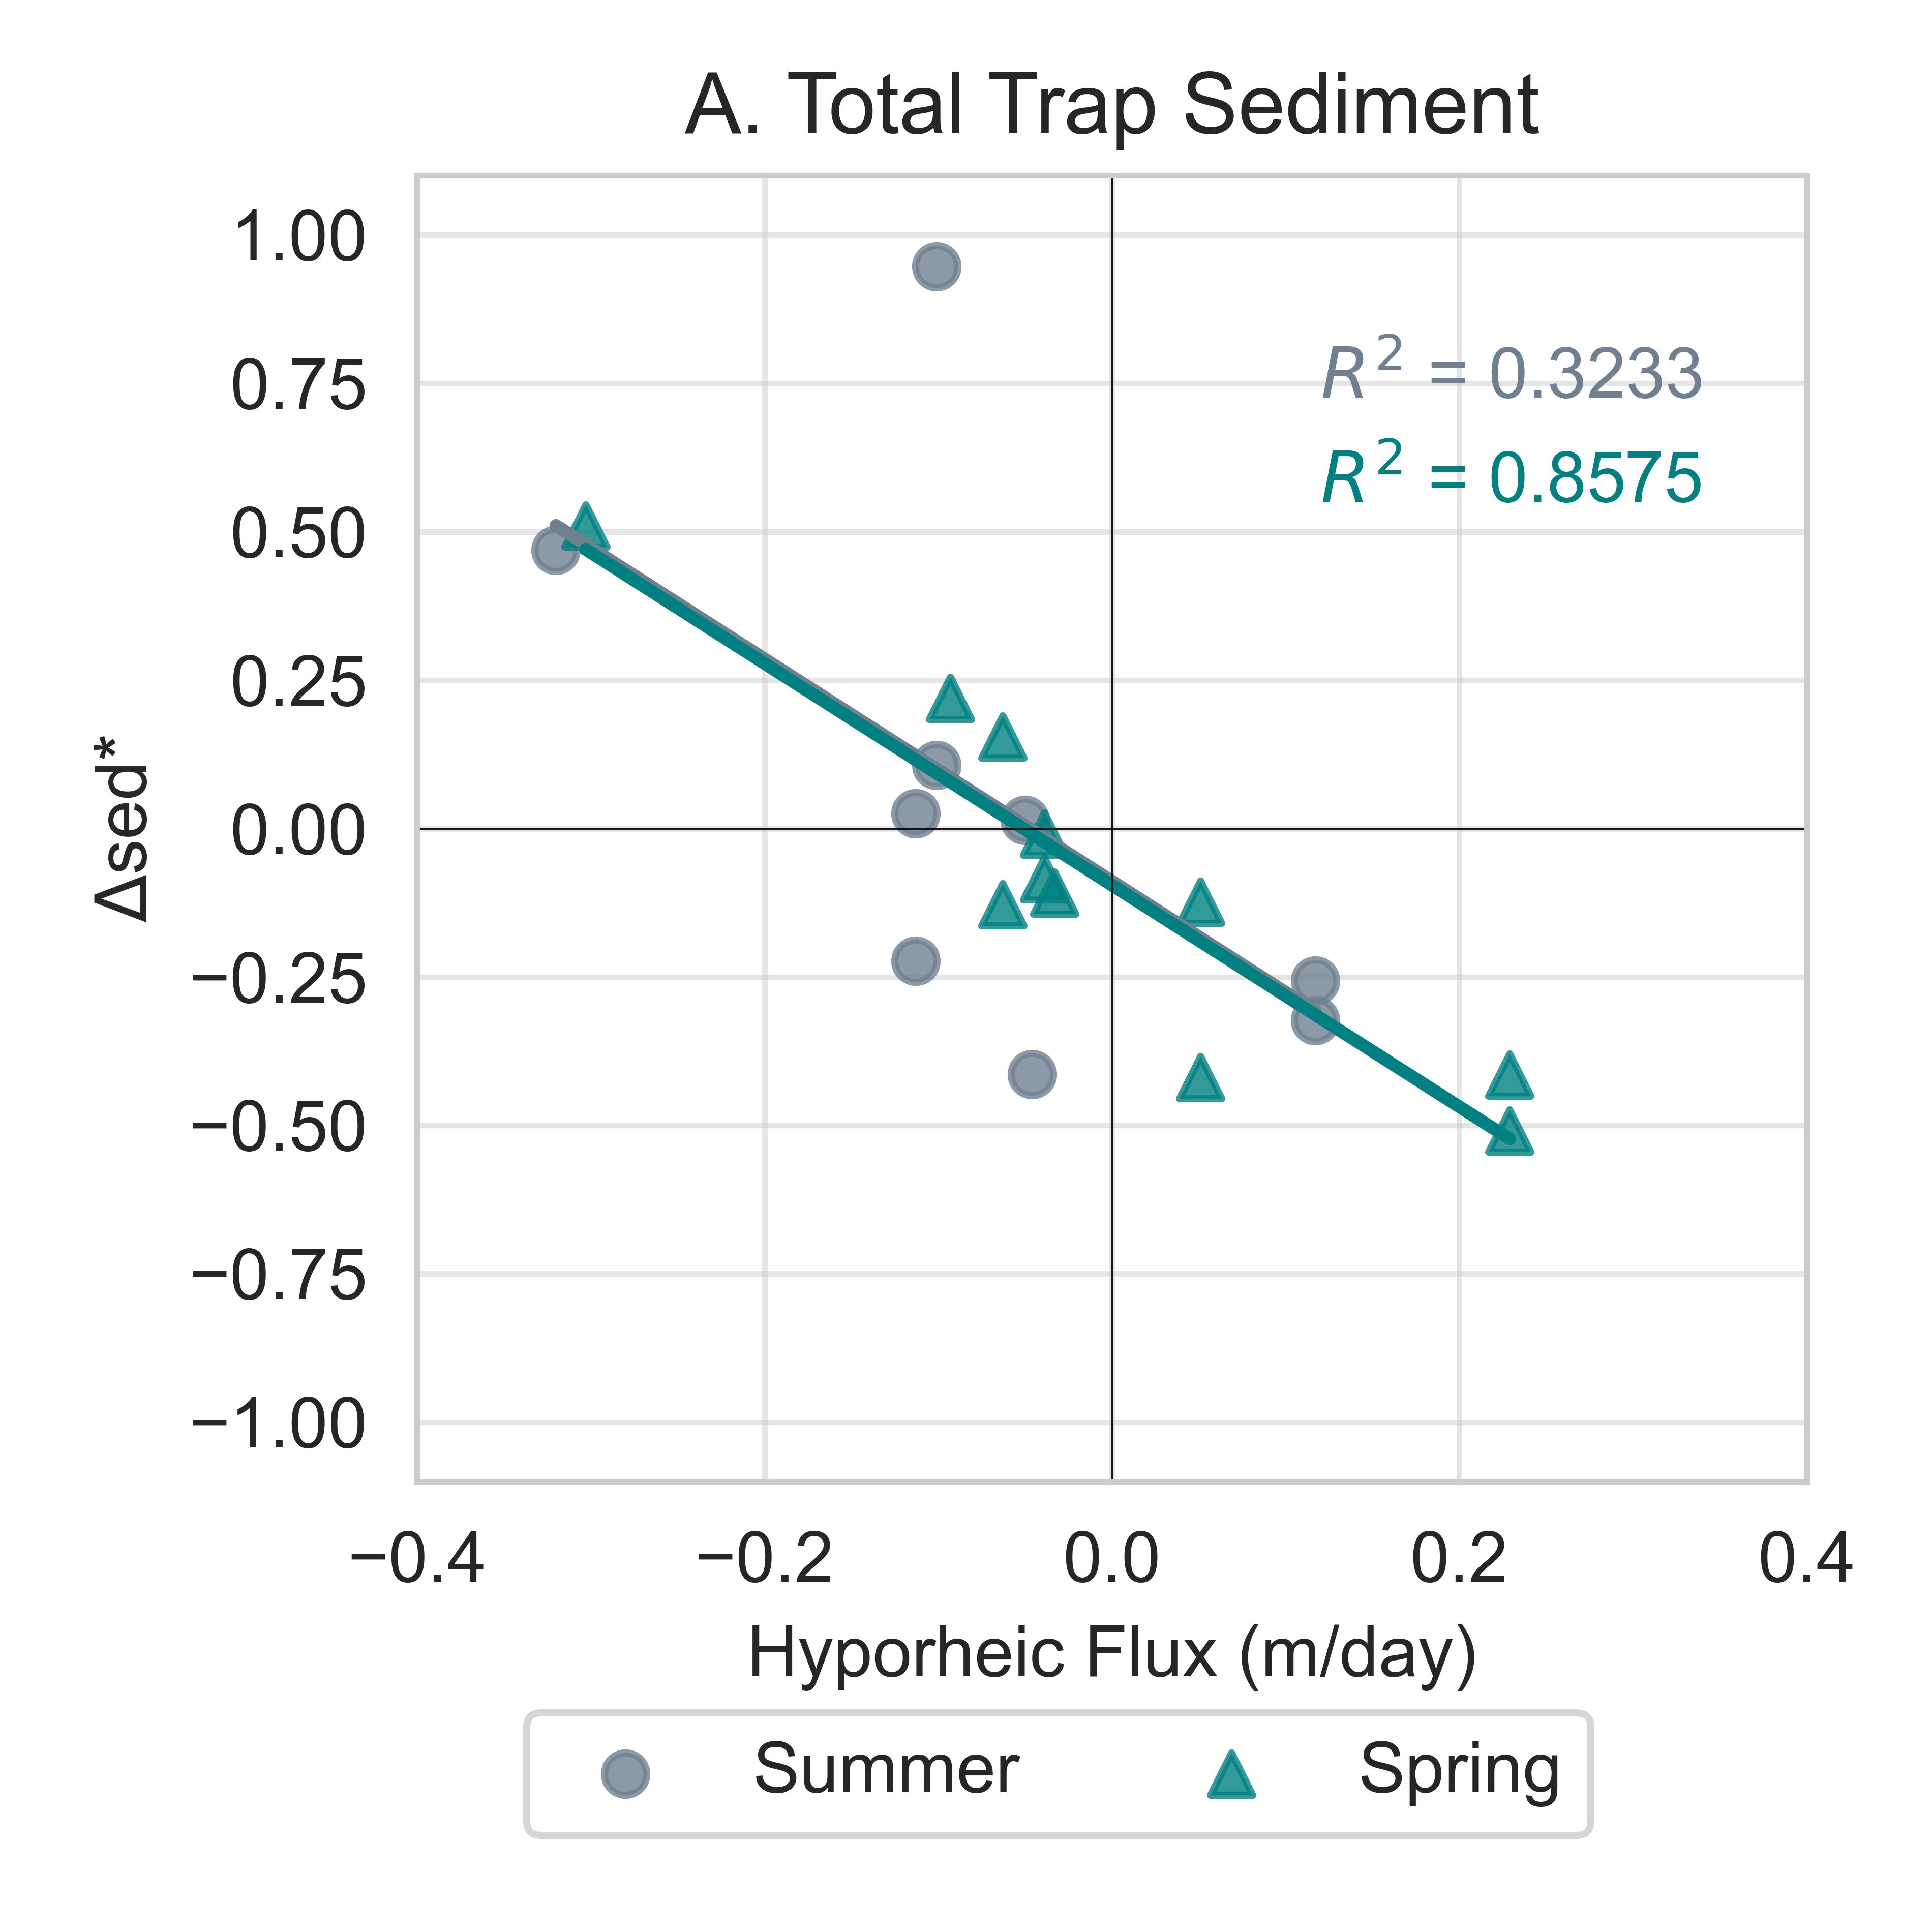 A. Total Trap Sediment
1.00
0.75
0.50
0.25
0.00
−0.25
−0.50
−0.75
−1.00
Δsed*
R² = 0.3233
R² = 0.8575
−0.4 −0.2 0.0 0.2 0.4
Hyporheic Flux (m/day)
Summer Spring